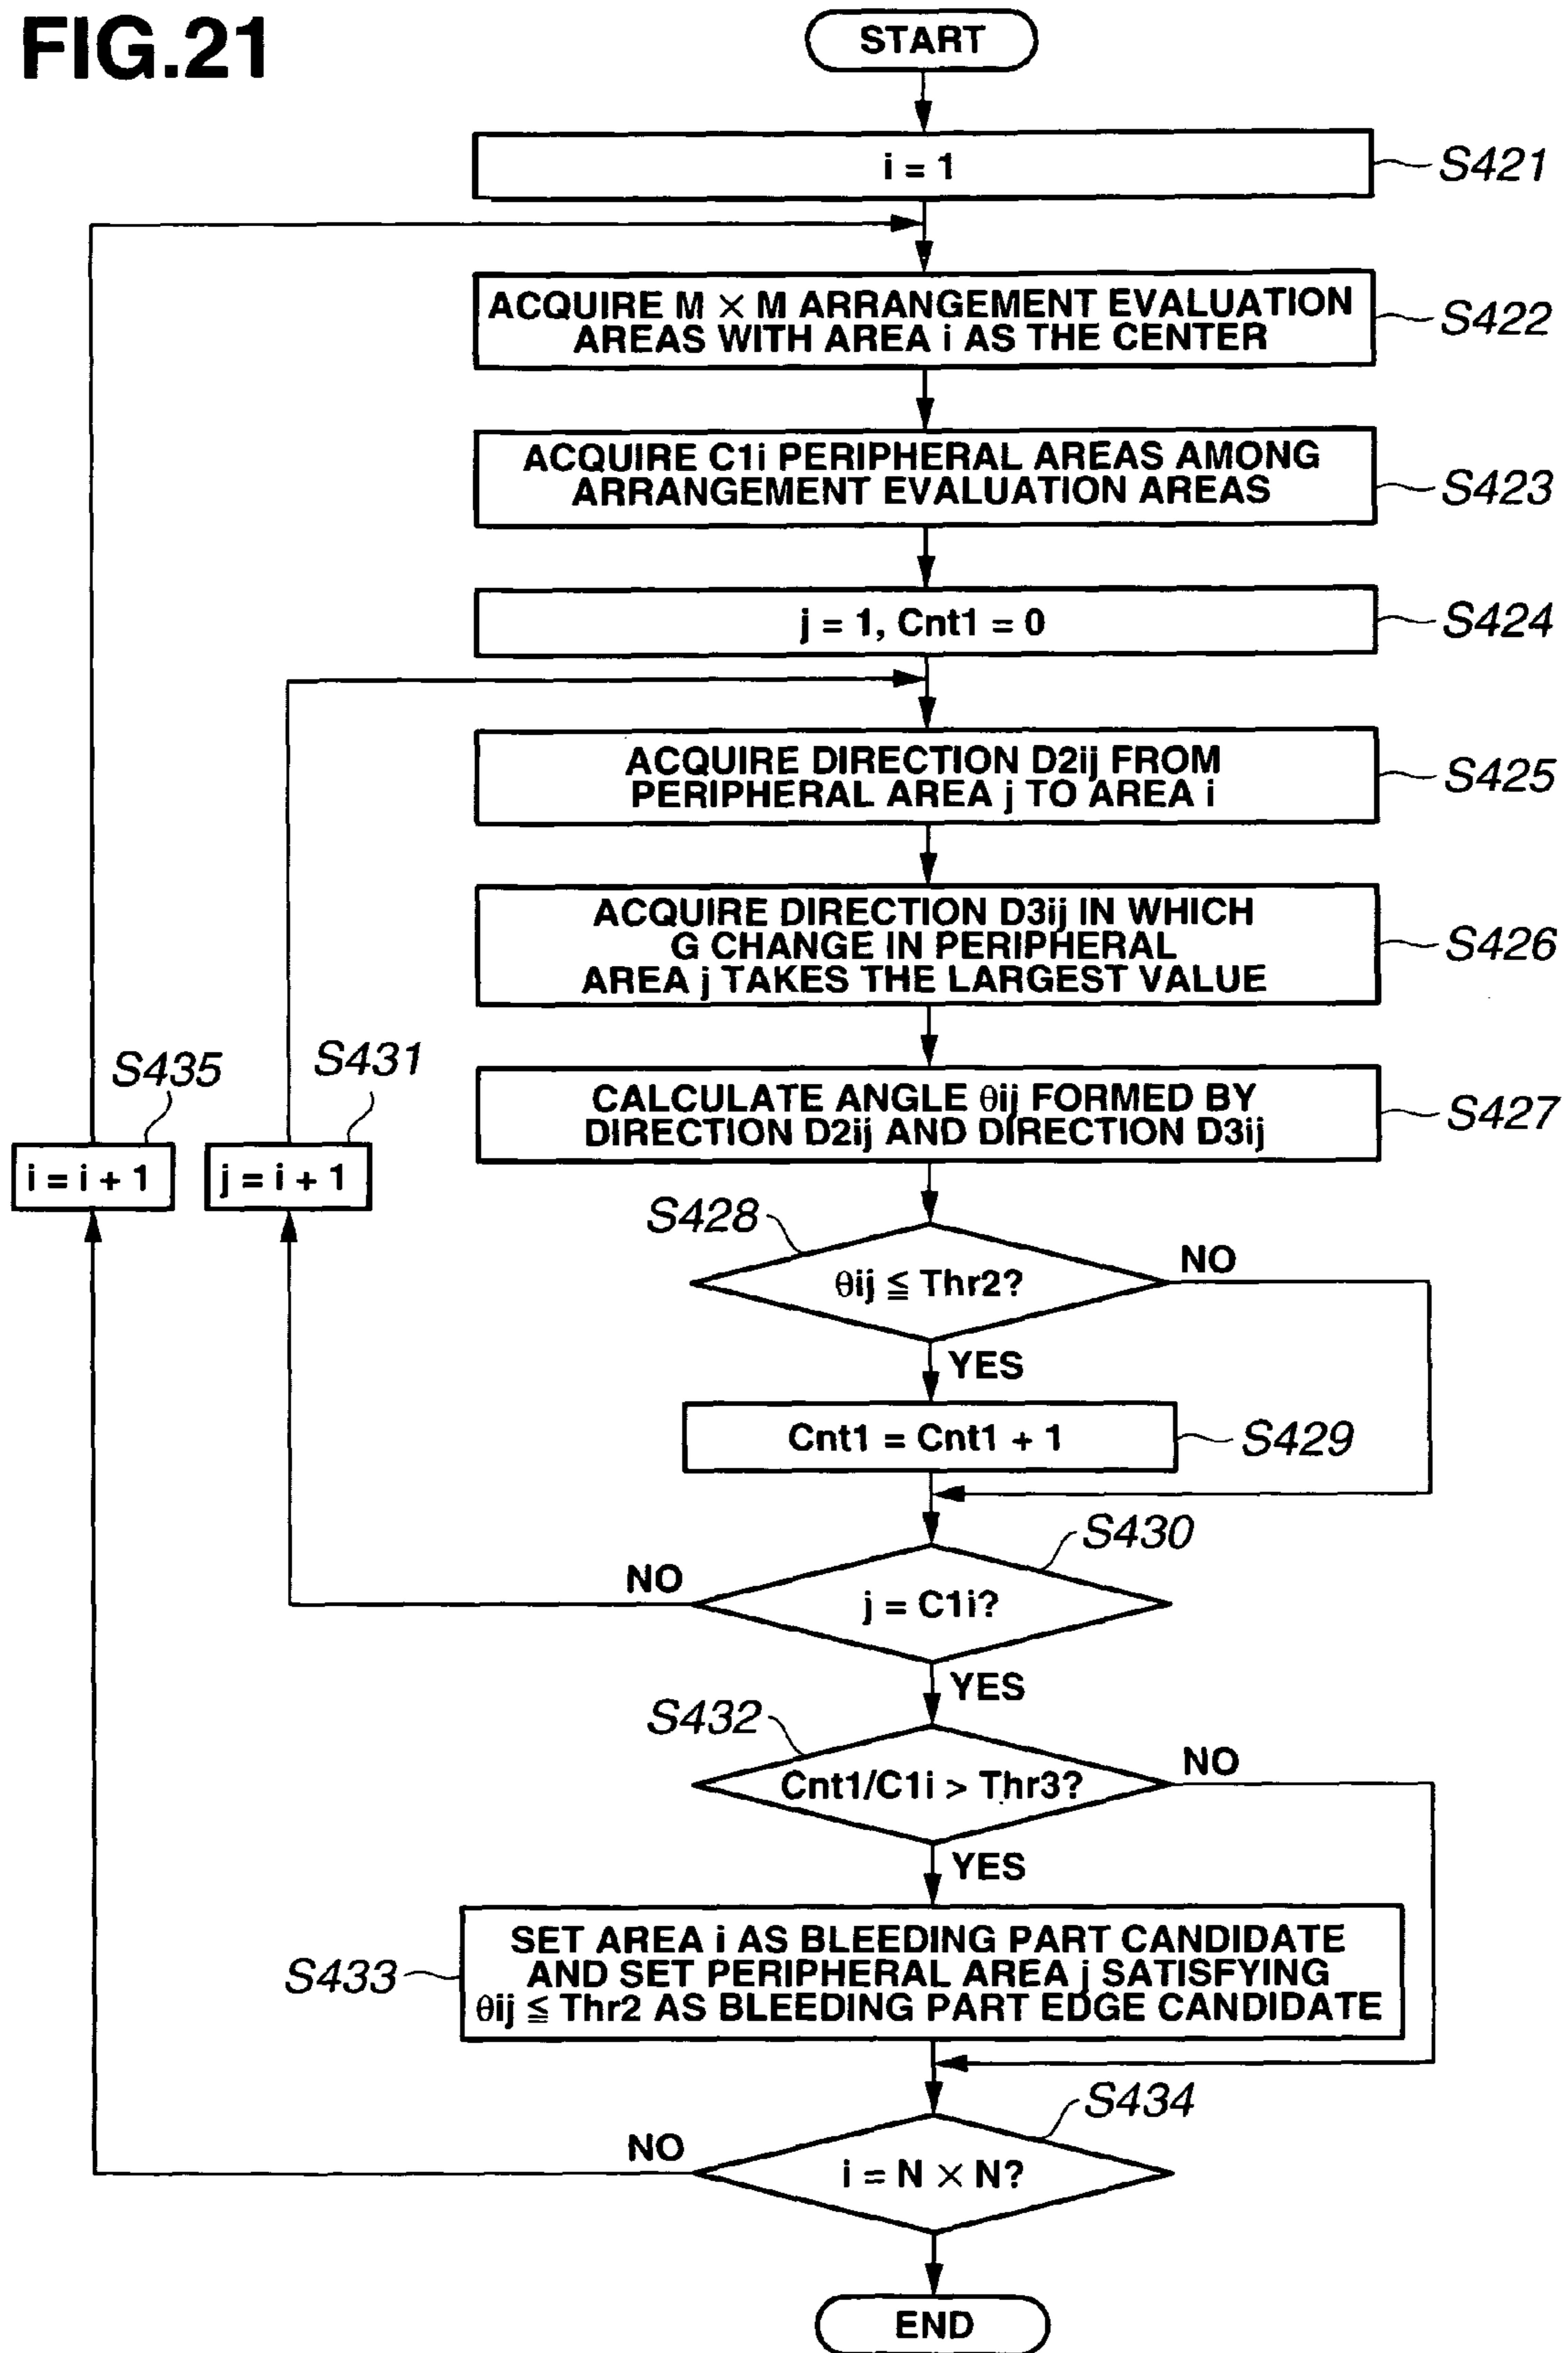 FIG.21
START
i = 1
S421
ACQUIRE M × M ARRANGEMENT EVALUATION
AREAS WITH AREA i AS THE CENTER
S422
ACQUIRE C1i PERIPHERAL AREAS AMONG
ARRANGEMENT EVALUATION AREAS
S423
j = 1, Cnt1 = 0
S424
ACQUIRE DIRECTION D2ij FROM
PERIPHERAL AREA j TO AREA i
S425
ACQUIRE DIRECTION D3ij IN WHICH
G CHANGE IN PERIPHERAL
AREA j TAKES THE LARGEST VALUE
S426
S435
S431
CALCULATE ANGLE θij FORMED BY
DIRECTION D2ij AND DIRECTION D3ij
S427
i = i + 1
j = i + 1
S428
θij ≦ Thr2?
NO
YES
Cnt1 = Cnt1 + 1
S429
S430
NO
j = C1i?
YES
S432
Cnt1/C1i > Thr3?
NO
YES
SET AREA i AS BLEEDING PART CANDIDATE
AND SET PERIPHERAL AREA j SATISFYING
θij ≦ Thr2 AS BLEEDING PART EDGE CANDIDATE
S433
S434
NO
i = N × N?
END